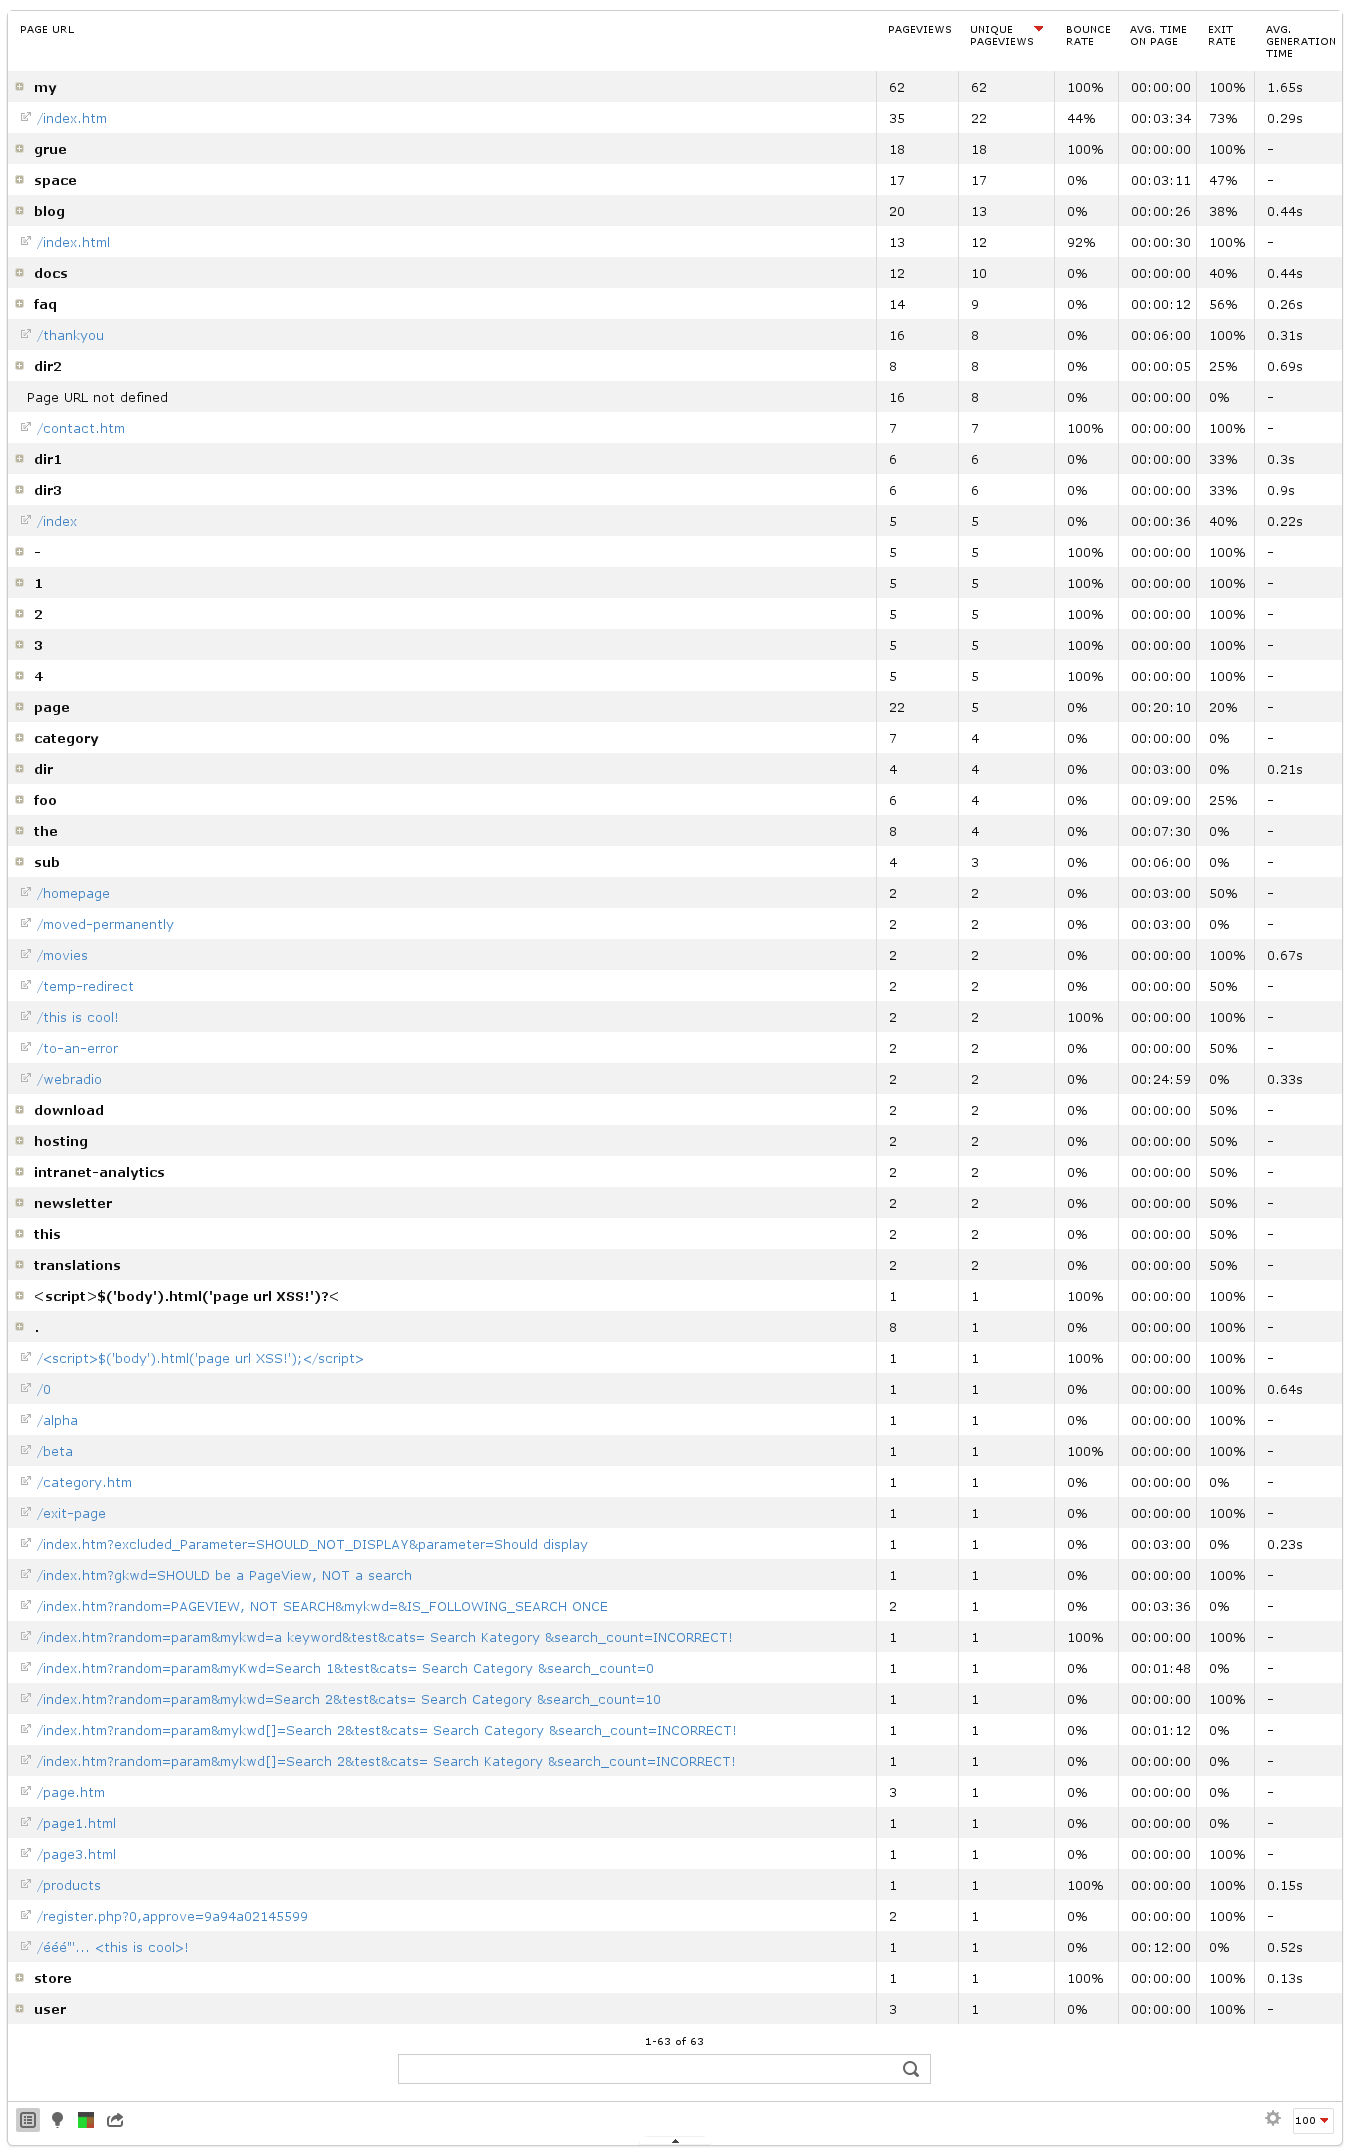 PAGE URL PAGEVIEWS UNIQUE PAGEVIEWS BOUNCE RATE AVG. TIME ON PAGE EXIT RATE AVG. GENERATION TIME
my 62 62 100% 00:00:00 100% 1.65s
/index.htm 35 22 44% 00:03:34 73% 0.29s
grue 18 18 100% 00:00:00 100% -
space 17 17 0% 00:03:11 47% -
blog 20 13 0% 00:00:26 38% 0.44s
/index.html 13 12 92% 00:00:30 100% -
docs 12 10 0% 00:00:00 40% 0.44s
faq 14 9 0% 00:00:12 56% 0.26s
/thankyou 16 8 0% 00:06:00 100% 0.31s
dir2 8 8 0% 00:00:05 25% 0.69s
Page URL not defined 16 8 0% 00:00:00 0% -
/contact.htm 7 7 100% 00:00:00 100% -
dir1 6 6 0% 00:00:00 33% 0.3s
dir3 6 6 0% 00:00:00 33% 0.9s
/index 5 5 0% 00:00:36 40% 0.22s
- 5 5 100% 00:00:00 100% -
1 5 5 100% 00:00:00 100% -
2 5 5 100% 00:00:00 100% -
3 5 5 100% 00:00:00 100% -
4 5 5 100% 00:00:00 100% -
page 22 5 0% 00:20:10 20% -
category 7 4 0% 00:00:00 0% -
dir 4 4 0% 00:03:00 0% 0.21s
foo 6 4 0% 00:09:00 25% -
the 8 4 0% 00:07:30 0% -
sub 4 3 0% 00:06:00 0% -
/homepage 2 2 0% 00:03:00 50% -
/moved-permanently 2 2 0% 00:03:00 0% -
/movies 2 2 0% 00:00:00 100% 0.67s
/temp-redirect 2 2 0% 00:00:00 50% -
/this is cool! 2 2 100% 00:00:00 100% -
/to-an-error 2 2 0% 00:00:00 50% -
/webradio 2 2 0% 00:24:59 0% 0.33s
download 2 2 0% 00:00:00 50% -
hosting 2 2 0% 00:00:00 50% -
intranet-analytics 2 2 0% 00:00:00 50% -
newsletter 2 2 0% 00:00:00 50% -
this 2 2 0% 00:00:00 50% -
translations 2 2 0% 00:00:00 50% -
<script>$('body').html('page url XSS!')?< 1 1 100% 00:00:00 100% -
. 8 1 0% 00:00:00 100% -
/<script>$('body').html('page url XSS!');</script> 1 1 100% 00:00:00 100% -
/0 1 1 0% 00:00:00 100% 0.64s
/alpha 1 1 0% 00:00:00 100% -
/beta 1 1 100% 00:00:00 100% -
/category.htm 1 1 0% 00:00:00 0% -
/exit-page 1 1 0% 00:00:00 100% -
/index.htm?excluded_Parameter=SHOULD_NOT_DISPLAY&parameter=Should display 1 1 0% 00:03:00 0% 0.23s
/index.htm?gkwd=SHOULD be a PageView, NOT a search 1 1 0% 00:00:00 100% -
/index.htm?random=PAGEVIEW, NOT SEARCH&mykwd=&IS_FOLLOWING_SEARCH ONCE 2 1 0% 00:03:36 0% -
/index.htm?random=param&mykwd=a keyword&test&cats= Search Kategory &search_count=INCORRECT! 1 1 100% 00:00:00 100% -
/index.htm?random=param&myKwd=Search 1&test&cats= Search Category &search_count=0 1 1 0% 00:01:48 0% -
/index.htm?random=param&mykwd=Search 2&test&cats= Search Category &search_count=10 1 1 0% 00:00:00 100% -
/index.htm?random=param&mykwd[]=Search 2&test&cats= Search Category &search_count=INCORRECT! 1 1 0% 00:01:12 0% -
/index.htm?random=param&mykwd[]=Search 2&test&cats= Search Kategory &search_count=INCORRECT! 1 1 0% 00:00:00 0% -
/page.htm 3 1 0% 00:00:00 0% -
/page1.html 1 1 0% 00:00:00 0% -
/page3.html 1 1 0% 00:00:00 100% -
/products 1 1 100% 00:00:00 100% 0.15s
/register.php?0,approve=9a94a02145599 2 1 0% 00:00:00 100% -
/ééé"'... <this is cool>! 1 1 0% 00:12:00 0% 0.52s
store 1 1 100% 00:00:00 100% 0.13s
user 3 1 0% 00:00:00 100% -
1-63 of 63
100